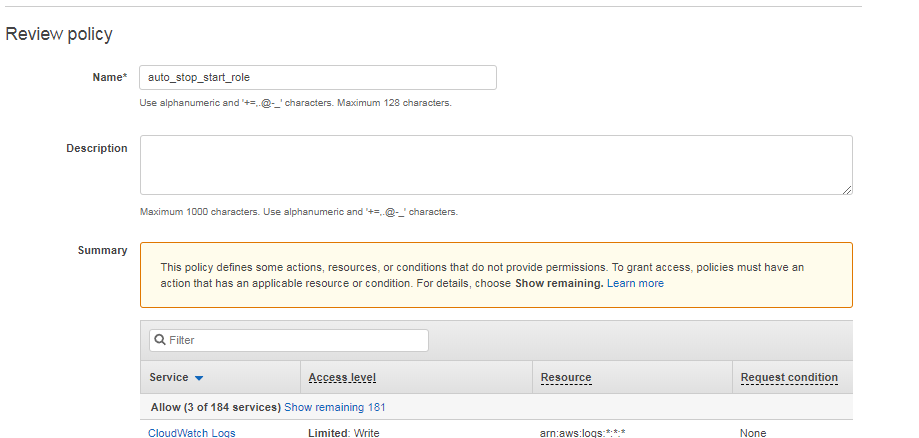 Review policy
Name* auto_stop_start_role
Use alphanumeric and '+=,.@-_' characters. Maximum 128 characters.
Description
Maximum 1000 characters. Use alphanumeric and '+=,.@-_' characters.
Summary
This policy defines some actions, resources, or conditions that do not provide permissions. To grant access, policies must have an
action that has an applicable resource or condition. For details, choose Show remaining. Learn more
Filter
Service Access level Resource Request condition
Allow (3 of 184 services) Show remaining 181
CloudWatch Logs Limited: Write arn:aws:logs:*:*:* None